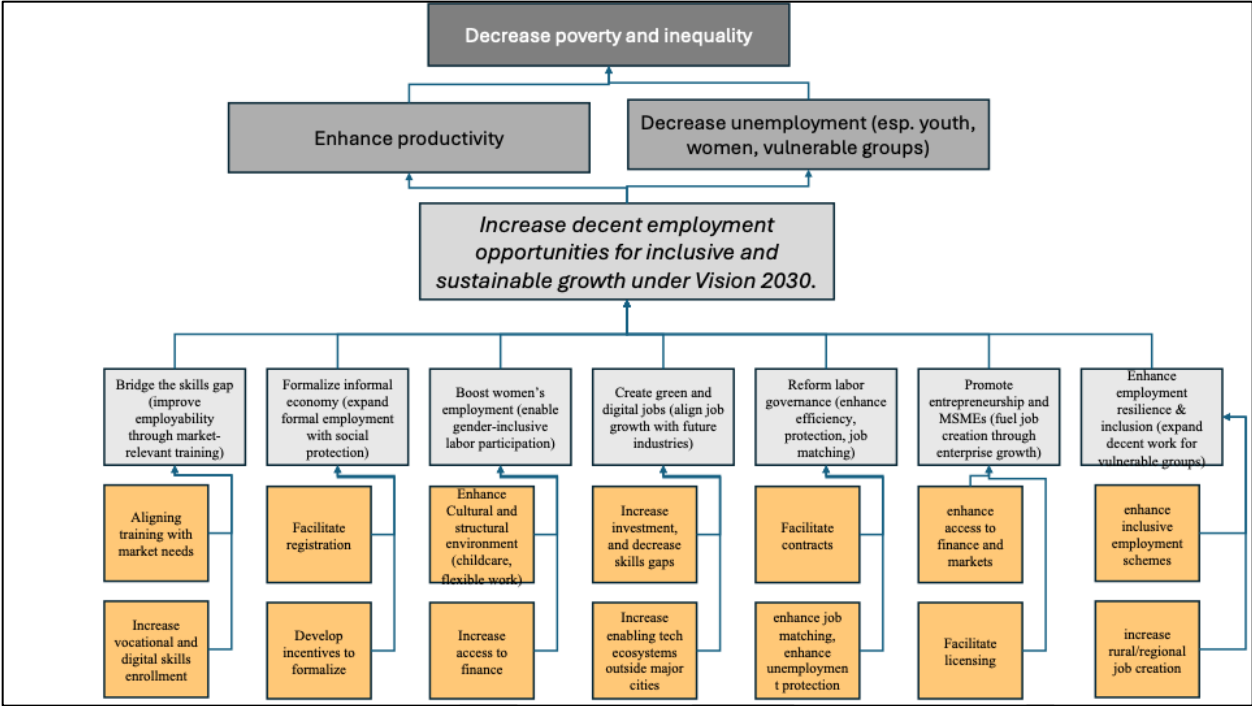 Decrease poverty and inequality
Enhance productivity
Decrease unemployment (esp. youth,
women, vulnerable groups)
Increase decent employment
opportunities for inclusive and
sustainable growth under Vision 2030.
Bridge the skills gap
(improve
employability
through market-
relevant training)
Formalize informal
economy (expand
formal employment
with social
protection)
Boost women's
employment (enable
gender-inclusive
labor participation)
Create green and
digital jobs (align job
growth with future
industries)
Reform labor
governance (enhance
efficiency,
protection, job
matching)
Promote
entrepreneurship and
MSMEs (fuel job
creation through
enterprise growth)
Enhance
employment
resilience &
inclusion (expand
decent work for
vulnerable groups)
Aligning
training with
market needs
Facilitate
registration
Enhance
Cultural and
structural
environment
(childcare,
flexible work)
Increase
investment,
and decrease
skills gaps
Facilitate
contracts
enhance
access to
finance and
markets
enhance
inclusive
employment
schemes
Increase
vocational and
digital skills
enrollment
Develop
incentives to
formalize
Increase
access to
finance
Increase
enabling tech
ecosystems
outside major
cities
enhance job
matching,
enhance
unemploymen
t protection
Facilitate
licensing
increase
rural/regional
job creation